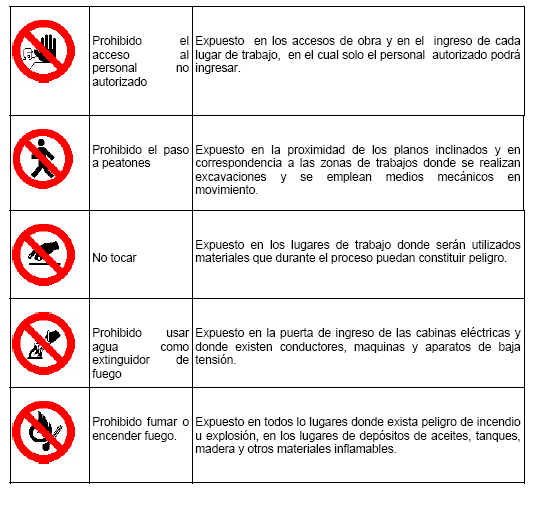 Prohibido el
acceso al
personal no
autorizado
Expuesto en los accesos de obra y en el ingreso de cada
lugar de trabajo, en el cual solo el personal autorizado podrá
ingresar.
Prohibido el paso
a peatones
Expuesto en la proximidad de los planos inclinados y en
correspondencia a las zonas de trabajos donde se realizan
excavaciones y se emplean medios mecánicos en
movimiento.
No tocar
Expuesto en los lugares de trabajo donde serán utilizados
materiales que durante el proceso puedan constituir peligro.
Prohibido usar
agua como
extinguidor de
fuego
Expuesto en la puerta de ingreso de las cabinas eléctricas y
donde existen conductores, maquinas y aparatos de baja
tensión.
Prohibido fumar o
encender fuego.
Expuesto en todos lo lugares donde exista peligro de incendio
u explosión, en los lugares de depósitos de aceites, tanques,
madera y otros materiales inflamables.